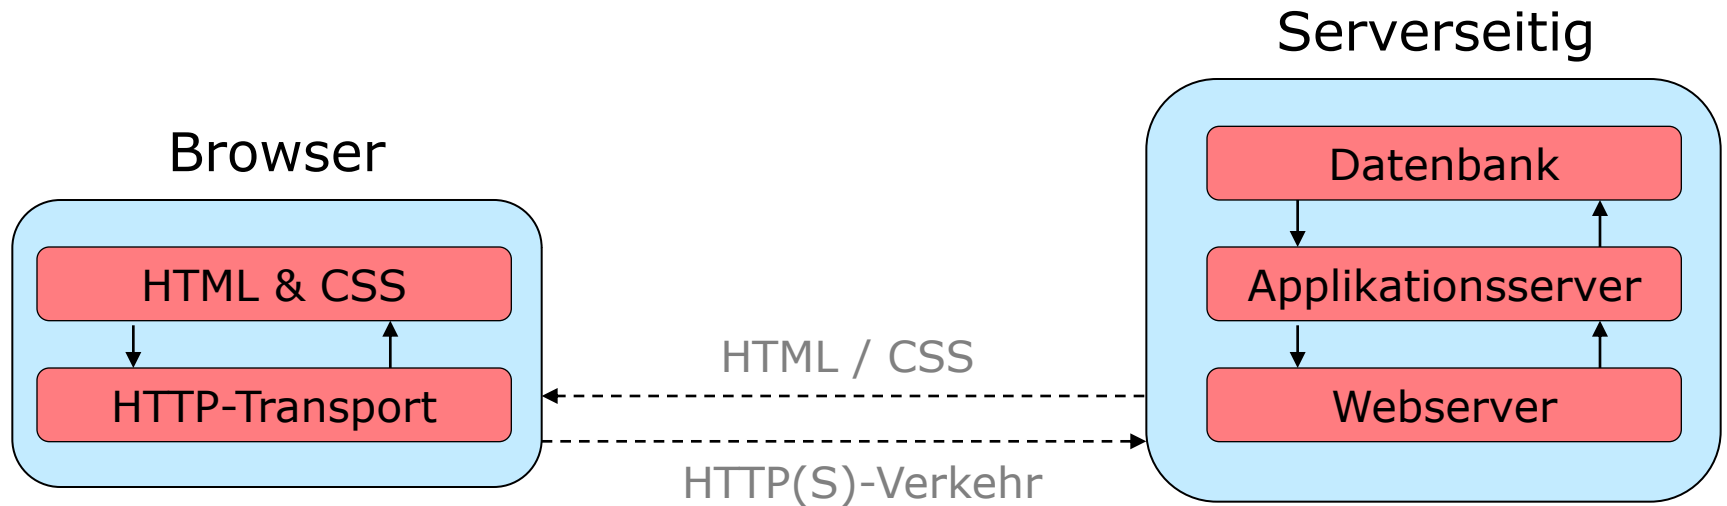 Browser
HTML & CSS
HTTP-Transport
HTML / CSS
HTTP(S)-Verkehr
Serverseitig
Datenbank
Applikationsserver
Webserver